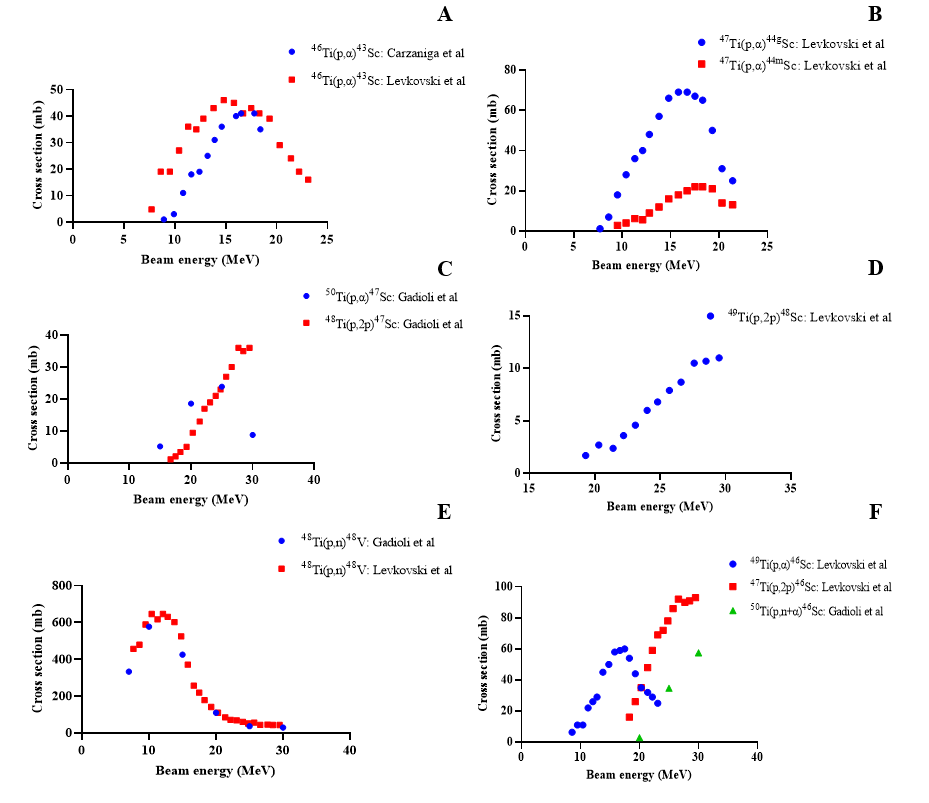 A
⁴⁶Ti(p,α)⁴³Sc: Carzaniga et al
⁴⁶Ti(p,α)⁴³Sc: Levkovski et al
Cross section (mb)
50
40
30
20
10
0
0 5 10 15 20 25
Beam energy (MeV)
B
⁴⁷Ti(p,α)⁴⁴ᵍSc: Levkovski et al
⁴⁷Ti(p,α)⁴⁴ᵐSc: Levkovski et al
Cross section (mb)
80
60
40
20
0
0 5 10 15 20 25
Beam energy (MeV)
C
⁵⁰Ti(p,α)⁴⁷Sc: Gadioli et al
⁴⁸Ti(p,2p)⁴⁷Sc: Gadioli et al
Cross section (mb)
40
30
20
10
0
0 10 20 30 40
Beam energy (MeV)
D
⁴⁹Ti(p,2p)⁴⁸Sc: Levkovski et al
Cross section (mb)
15
10
5
0
15 20 25 30 35
Beam energy (MeV)
E
⁴⁸Ti(p,n)⁴⁸V: Gadioli et al
⁴⁸Ti(p,n)⁴⁸V: Levkovski et al
Cross section (mb)
800
600
400
200
0
0 10 20 30 40
Beam energy (MeV)
F
⁴⁹Ti(p,α)⁴⁶Sc: Levkovski et al
⁴⁷Ti(p,2p)⁴⁶Sc: Levkovski et al
⁵⁰Ti(p,n+α)⁴⁶Sc: Gadioli et al
Cross section (mb)
100
80
60
40
20
0
0 10 20 30 40
Beam energy (MeV)